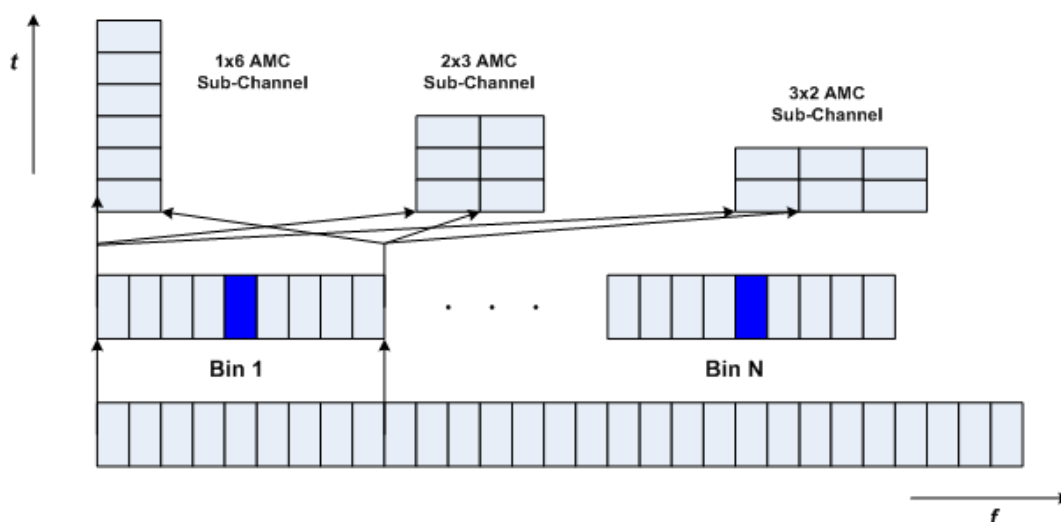 t
1x6 AMC
Sub-Channel
2x3 AMC
Sub-Channel
3x2 AMC
Sub-Channel
. . .
Bin 1
Bin N
f